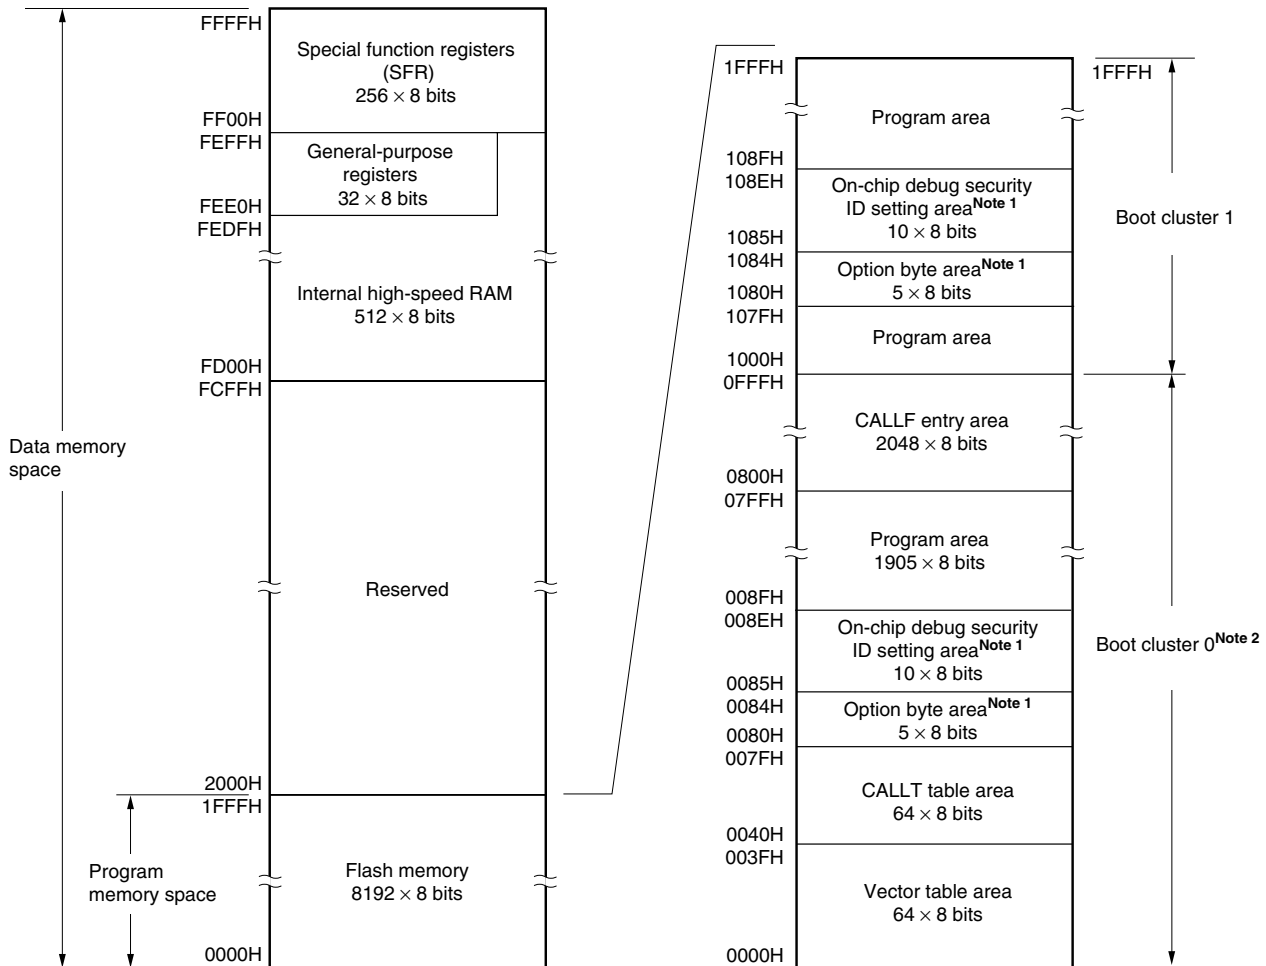 FFFFH
Special function registers
(SFR)
256 × 8 bits
FF00H
FEFFH
General-purpose
registers
32 × 8 bits
FEE0H
FEDFH
Internal high-speed RAM
512 × 8 bits
FD00H
FCFFH
Data memory
space
Reserved
2000H
1FFFH
Program
memory space
Flash memory
8192 × 8 bits
0000H
1FFFH
1FFFH
Program area
108FH
108EH
On-chip debug security
ID setting areaNote 1
10 × 8 bits
Boot cluster 1
1085H
1084H
Option byte areaNote 1
5 × 8 bits
1080H
107FH
Program area
1000H
0FFFH
CALLF entry area
2048 × 8 bits
0800H
07FFH
Program area
1905 × 8 bits
008FH
008EH
On-chip debug security
ID setting areaNote 1
10 × 8 bits
Boot cluster 0Note 2
0085H
0084H
Option byte areaNote 1
5 × 8 bits
0080H
007FH
CALLT table area
64 × 8 bits
0040H
003FH
Vector table area
64 × 8 bits
0000H